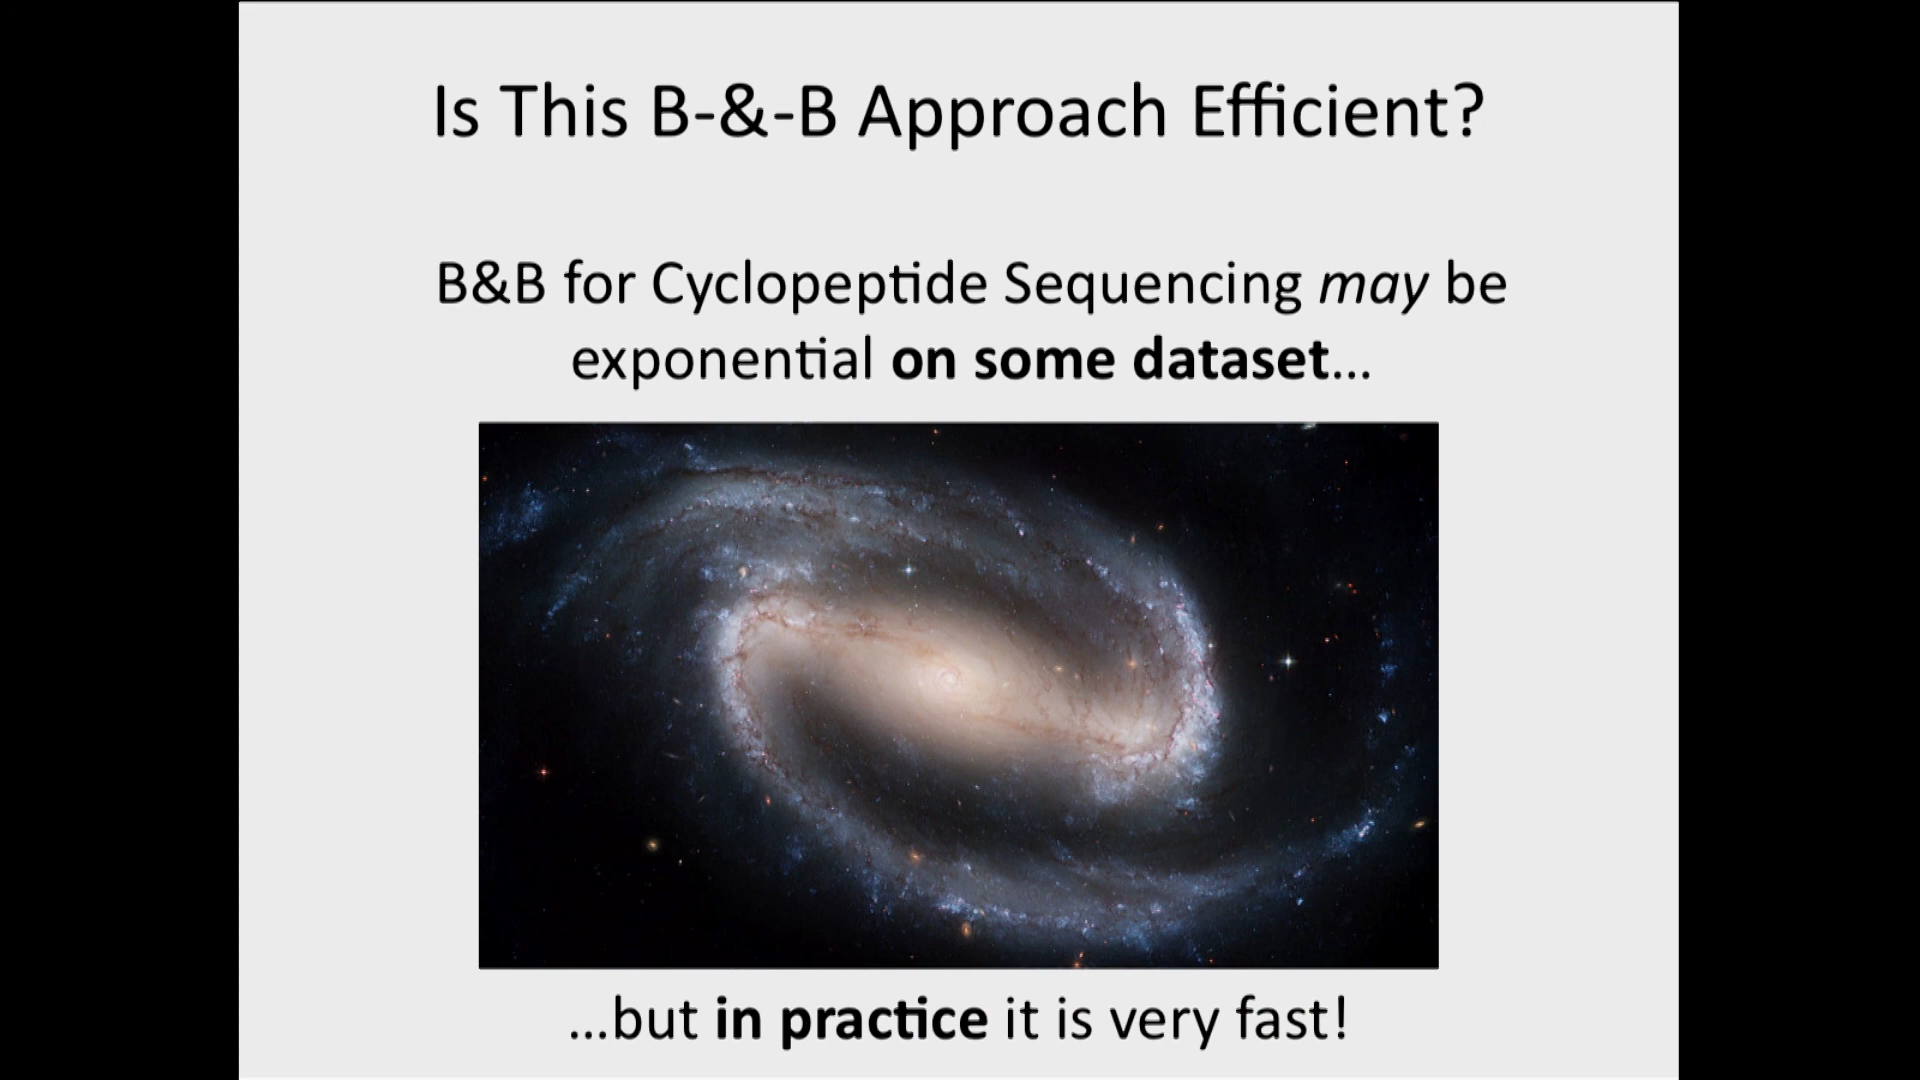 Is This B-&-B Approach Efficient?
B&B for Cyclopeptide Sequencing may be
exponential on some dataset...
...but in practice it is very fast!